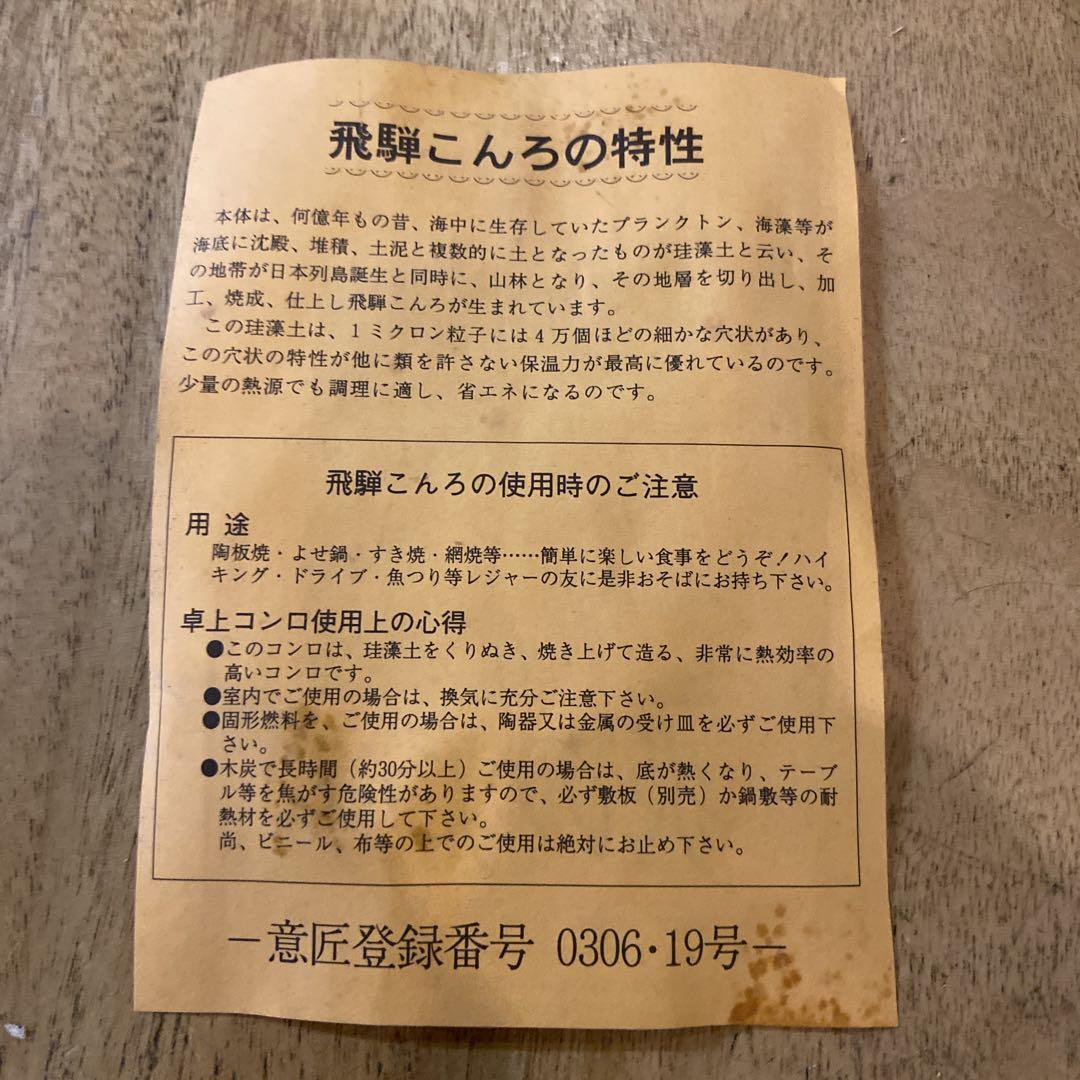 飛騨こんろの特性
本体は、何億年もの昔、海中に生存していたプランクトン、海藻等が
海底に沈殿、堆積、土泥と複数的に土となったものが珪藻土と云い、そ
の地帯が日本列島誕生と同時に、山林となり、その地層を切り出し、加
工、焼成、仕上し飛騨こんろが生まれています。
この珪藻土は、1ミクロン粒子には4万個ほどの細かな穴状があり、
この穴状の特性が他に類を許さない保温力が最高に優れているのです。
少量の熱源でも調理に適し、省エネになるのです。
飛騨こんろの使用時のご注意
用途
陶板焼・よせ鍋・すき焼・網焼等……簡単に楽しい食事をどうぞ!ハイ
キング・ドライブ・魚つり等レジャーの友に是非おそばにお持ち下さい。
卓上コンロ使用上の心得
●このコンロは、珪藻土をくりぬき、焼き上げて造る、非常に熱効率の
高いコンロです。
●室内でご使用の場合は、換気に充分ご注意下さい。
●固形燃料を、ご使用の場合は、陶器又は金属の受け皿を必ずご使用下
さい。
●木炭で長時間(約30分以上)ご使用の場合は、底が熱くなり、テーブ
ル等を焦がす危険性がありますので、必ず敷板(別売)か鍋敷等の耐
熱材を必ずご使用して下さい。
尚、ビニール、布等の上でのご使用は絶対にお止め下さい。
−意匠登録番号 0306・19号−